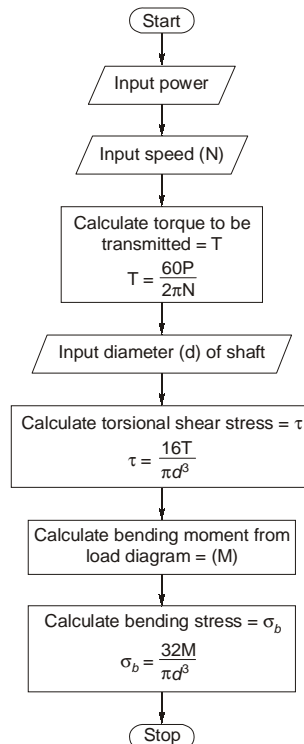 Start
Input power
Input speed (N)
Calculate torque to be
transmitted = T
T = 60P / 2πN
Input diameter (d) of shaft
Calculate torsional shear stress = τ
τ = 16T / πd³
Calculate bending moment from
load diagram = (M)
Calculate bending stress = σb
σb = 32M / πd³
Stop